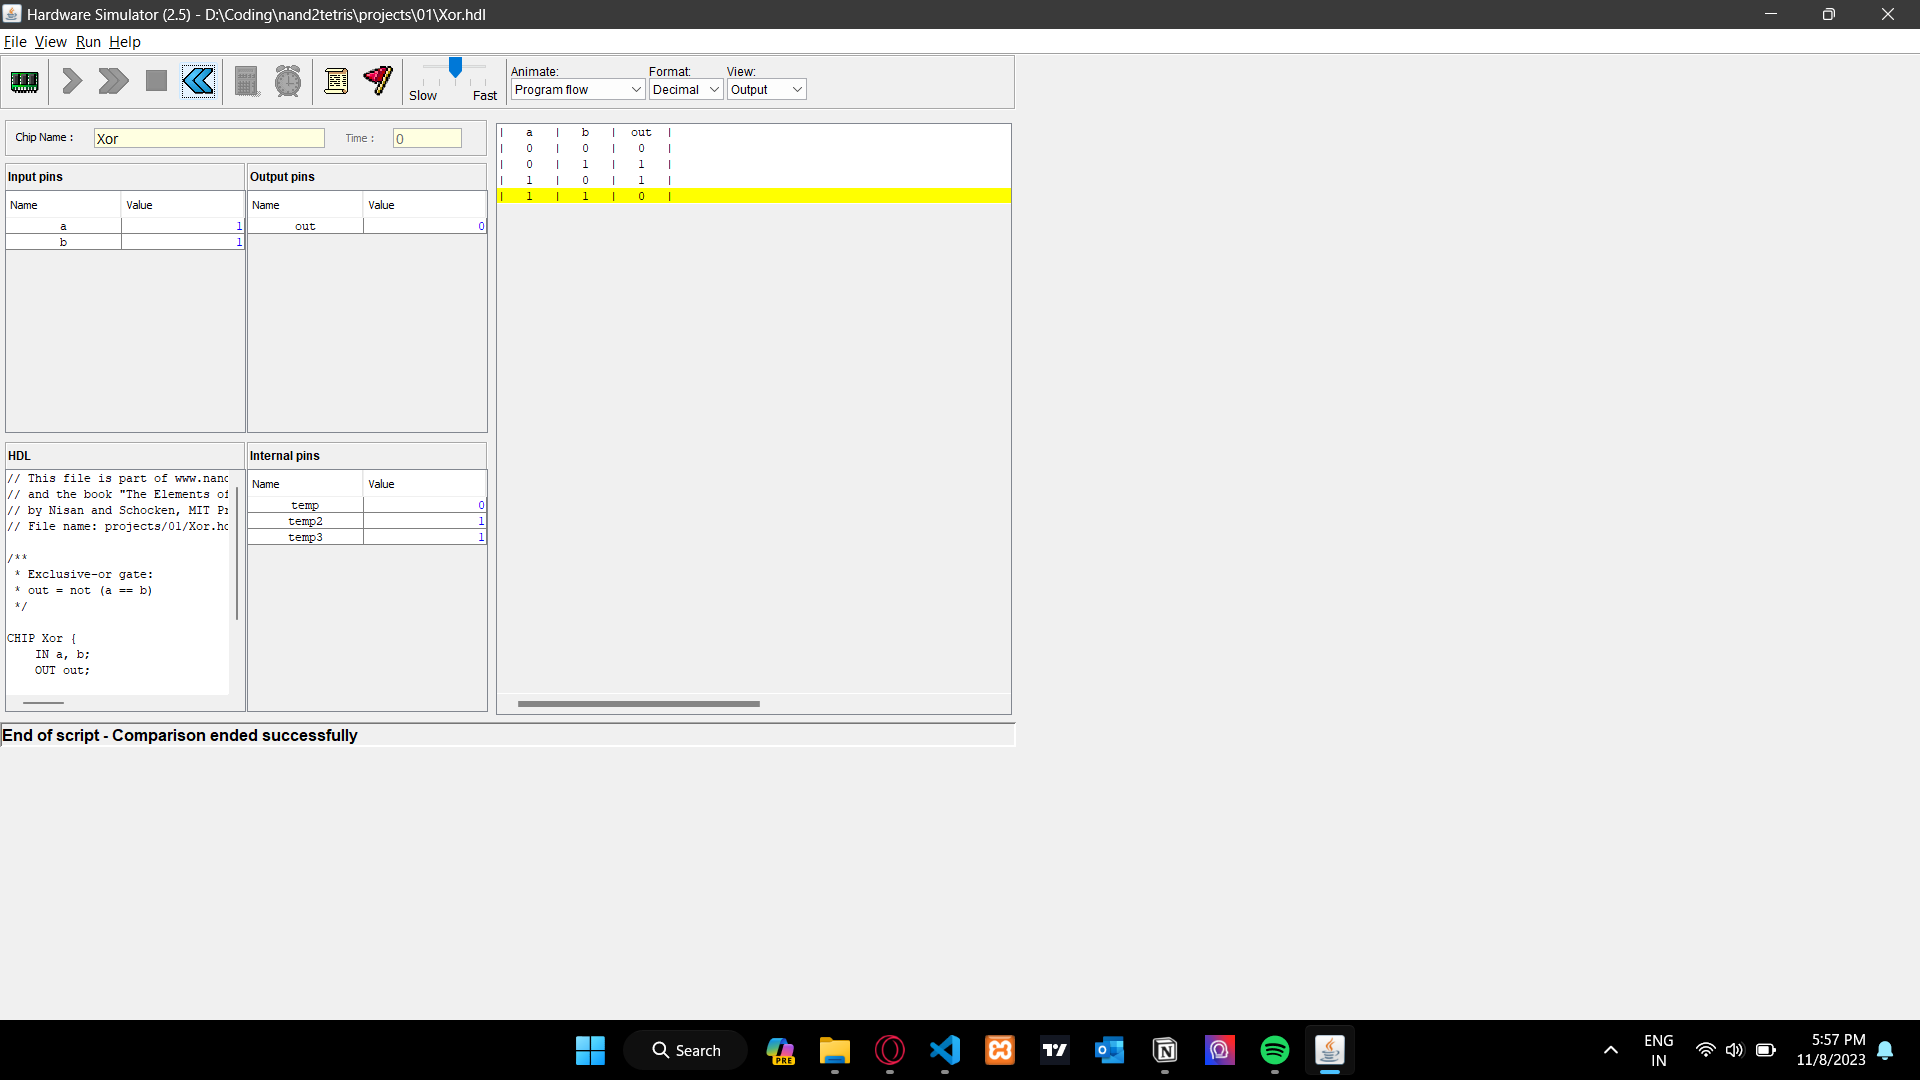 Hardware Simulator (2.5) - D:\Coding\nand2tetris\projects\01\Xor.hdl
File View Run Help
Slow Fast
Animate: Format: View:
Program flow Decimal Output
Chip Name : Xor Time : 0
Input pins
Name Value
a 1
b 1
Output pins
Name Value
out 0
| a | b | out |
| 0 | 0 | 0 |
| 0 | 1 | 1 |
| 1 | 0 | 1 |
| 1 | 1 | 0 |
HDL
// This file is part of www.nand
// and the book "The Elements of
// by Nisan and Schocken, MIT Pr
// File name: projects/01/Xor.hd
/**
* Exclusive-or gate:
* out = not (a == b)
*/
CHIP Xor {
IN a, b;
OUT out;
Internal pins
Name Value
temp 0
temp2 1
temp3 1
End of script - Comparison ended successfully
Search
PRE
ENG
IN
5:57 PM
11/8/2023